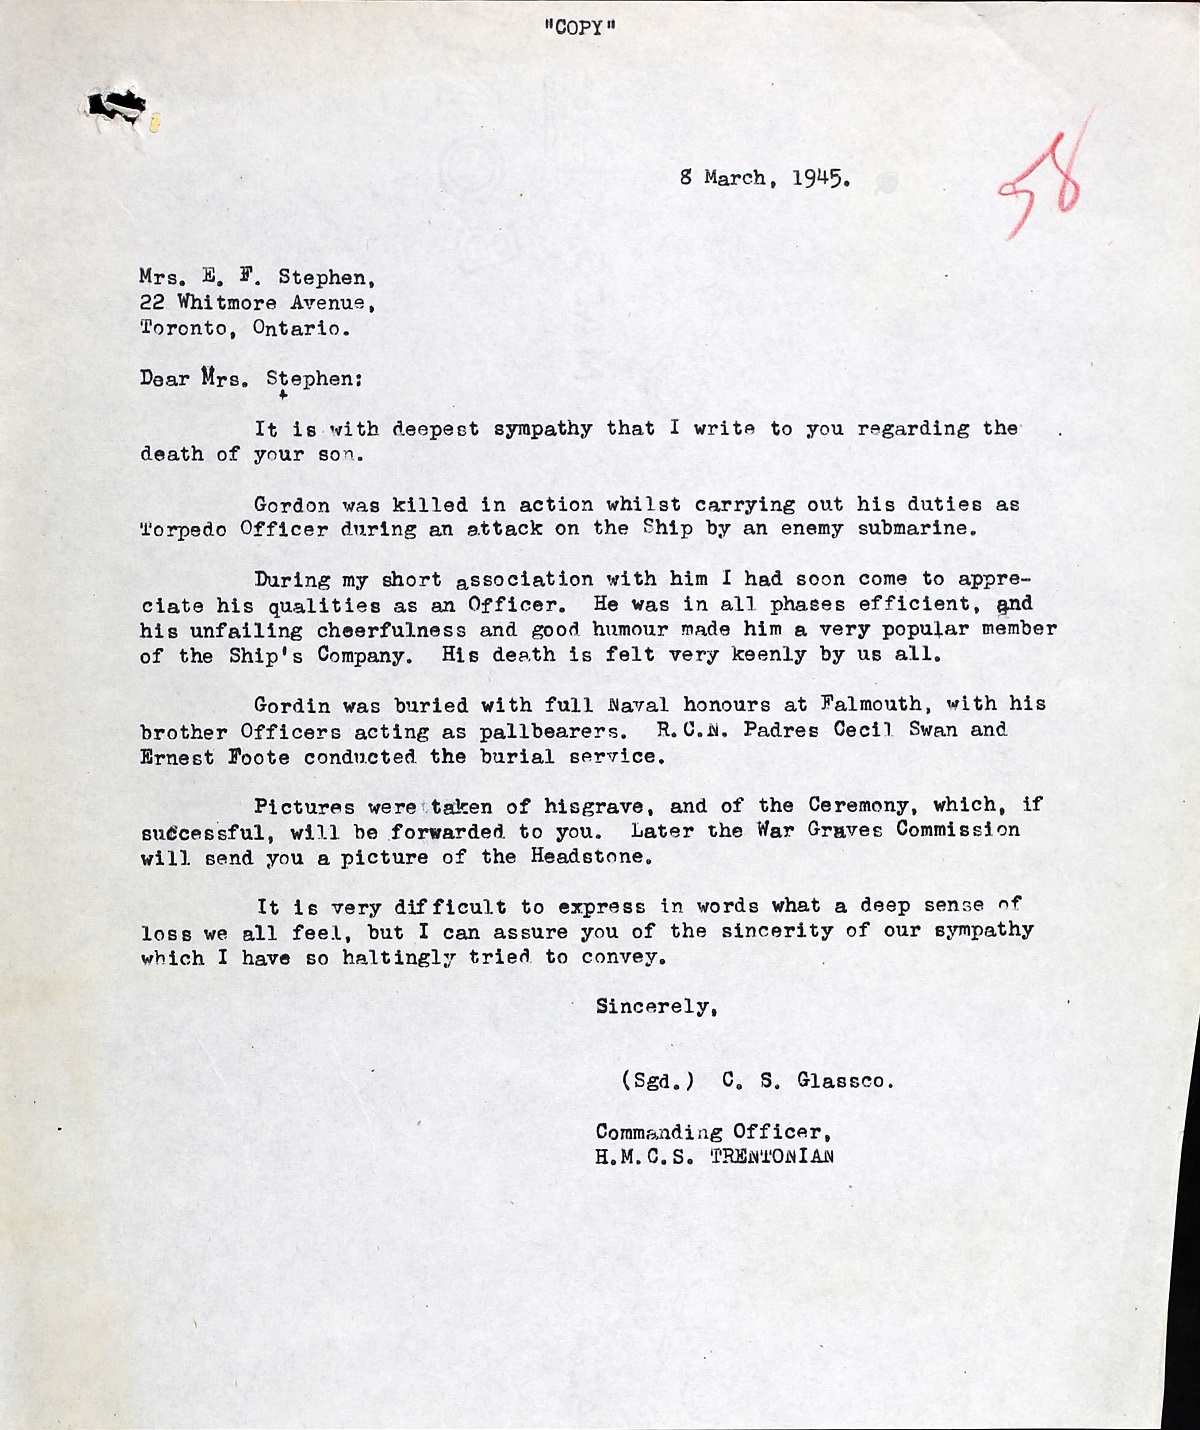 "COPY"
58
8 March, 1945.
Mrs. E. F. Stephen,
22 Whitmore Avenue,
Toronto, Ontario.
Dear Mrs. Stephen:
It is with deepest sympathy that I write to you regarding the
death of your son.
Gordon was killed in action whilst carrying out his duties as
Torpedo Officer during an attack on the Ship by an enemy submarine.
During my short association with him I had soon come to appre-
ciate his qualities as an Officer. He was in all phases efficient, and
his unfailing cheerfulness and good humour made him a very popular member
of the Ship's Company. His death is felt very keenly by us all.
Gordin was buried with full Naval honours at Falmouth, with his
brother Officers acting as pallbearers. R.C.N. Padres Cecil Swan and
Ernest Foote conducted the burial service.
Pictures were taken of hisgrave, and of the Ceremony, which, if
successful, will be forwarded to you. Later the War Graves Commission
will send you a picture of the Headstone.
It is very difficult to express in words what a deep sense of
loss we all feel, but I can assure you of the sincerity of our sympathy
which I have so haltingly tried to convey.
Sincerely,
(Sgd.) C. S. Glassco.
Commanding Officer,
H.M.C.S. TRENTONIAN